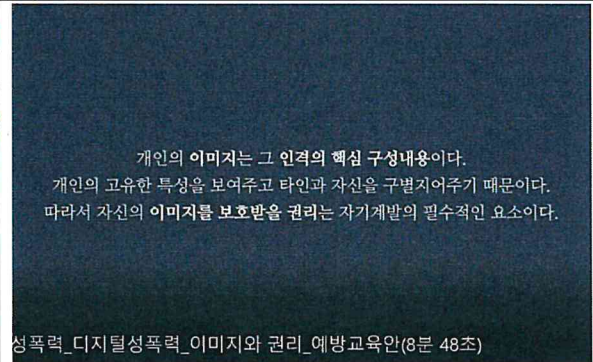 개인의 이미지는 그 인격의 핵심 구성내용이다.
개인의 고유한 특성을 보여주고 타인과 자신을 구별지어주기 때문이다.
따라서 자신의 이미지를 보호받을 권리는 자기계발의 필수적인 요소이다.
성폭력_디지털성폭력_이미지와 권리_예방교육안(8분 48초)